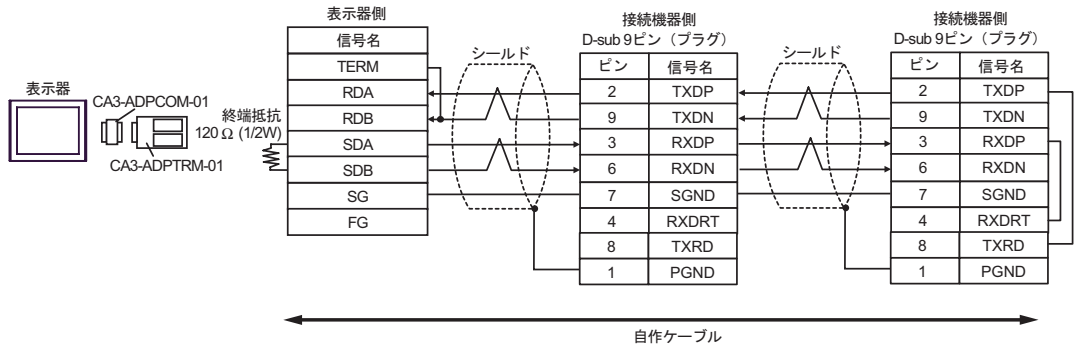 表示器
CA3-ADPCOM-01
CA3-ADPTRM-01
終端抵抗
120 Ω (1/2W)
表示器側
信号名
TERM
RDA
RDB
SDA
SDB
SG
FG
シールド
接続機器側
D-sub 9ピン（プラグ）
ピン 信号名
2 TXDP
9 TXDN
3 RXDP
6 RXDN
7 SGND
4 RXDRT
8 TXRD
1 PGND
シールド
接続機器側
D-sub 9ピン（プラグ）
ピン 信号名
2 TXDP
9 TXDN
3 RXDP
6 RXDN
7 SGND
4 RXDRT
8 TXRD
1 PGND
自作ケーブル